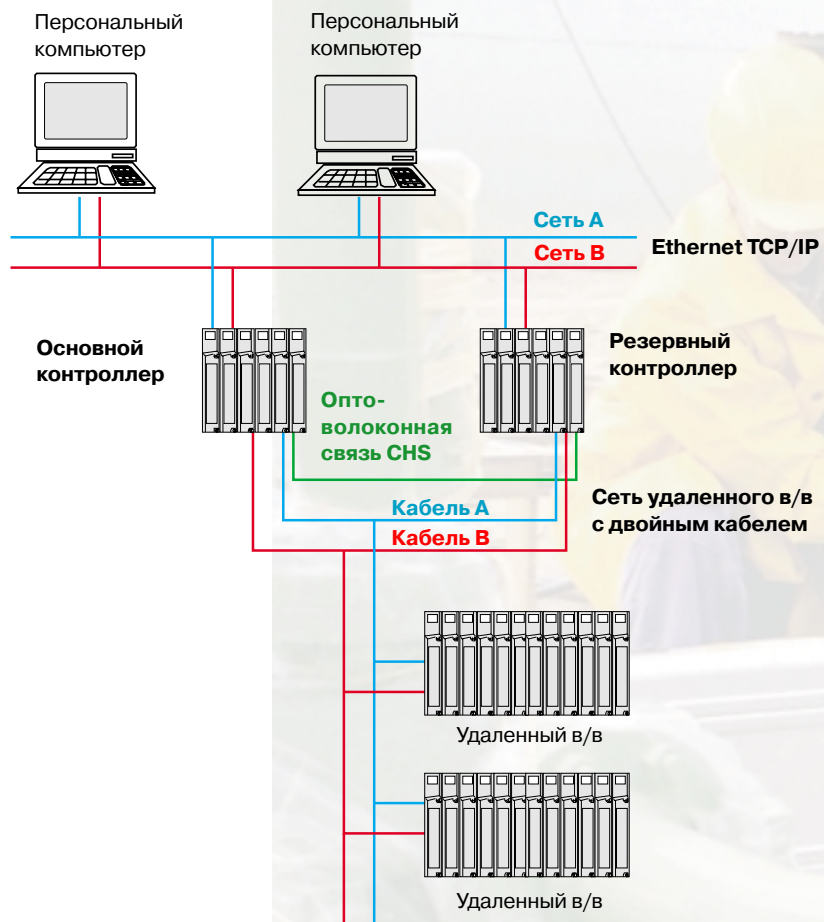 Персональный
компьютер
Персональный
компьютер
Сеть А
Сеть В
Ethernet TCP/IP
Основной
контроллер
Резервный
контроллер
Опто-
волоконная
связь CHS
Кабель А
Кабель В
Сеть удаленного в/в
с двойным кабелем
Удаленный в/в
Удаленный в/в